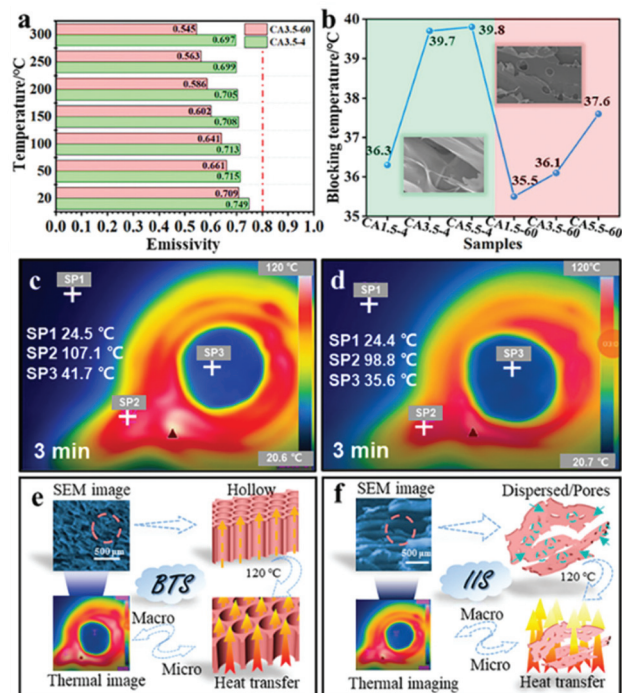 a
CA3.5-60
CA3.5-4
Temperature/°C
300
250
200
150
100
50
20
0.545
0.697
0.563
0.699
0.586
0.705
0.602
0.708
0.641
0.713
0.661
0.715
0.709
0.749
0.0 0.1 0.2 0.3 0.4 0.5 0.6 0.7 0.8 0.9 1.0
Emissivity
b
Blocking temperature/°C
40
39
38
37
36
35
36.3
39.7
39.8
35.5
36.1
37.6
CA1.5-4
CA3.5-4
CA5.5-4
CA1.5-60
CA3.5-60
CA5.5-60
Samples
c
120 °C
SP1
SP1 24.5 °C
SP2 107.1 °C
SP3 41.7 °C
SP3
SP2
3 min
20.6 °C
d
120°C
SP1
SP1 24.4 °C
SP2 98.8 °C
SP3 35.6 °C
SP3
SP2
3 min
20.7 °C
e
SEM image
Hollow
500 μm
BTS
120 °C
Macro
Micro
Thermal image
Heat transfer
f
SEM image
Dispersed/Pores
500 μm
IIS
120 °C
Macro
Micro
Thermal imaging
Heat transfer